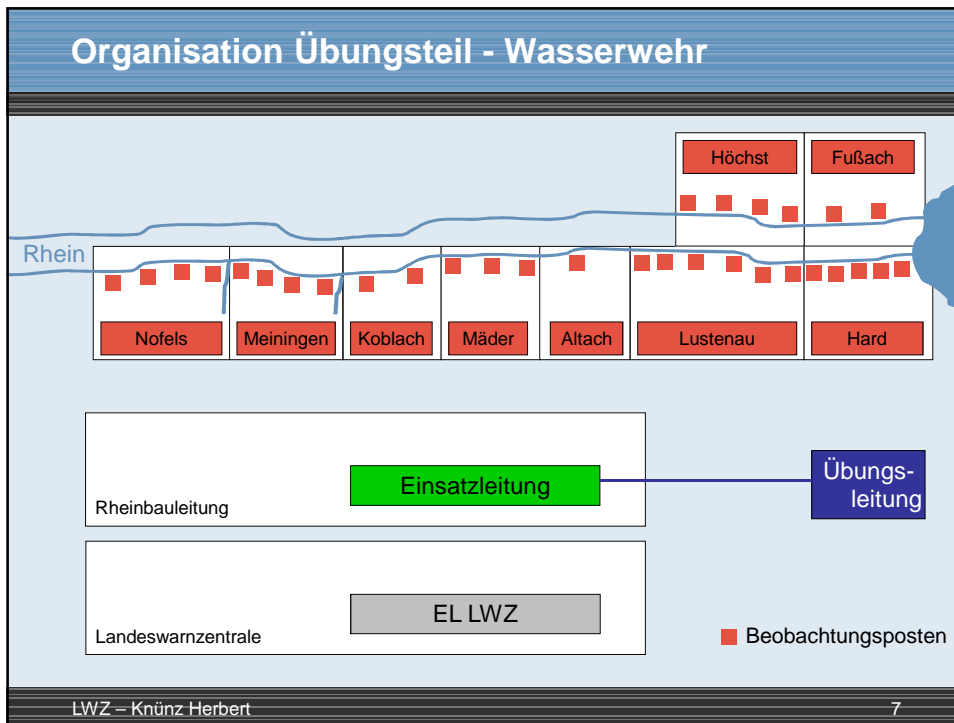 Organisation Übungsteil - Wasserwehr
Höchst
Fußach
Rhein
Nofels
Meiningen
Koblach
Mäder
Altach
Lustenau
Hard
Einsatzleitung
Rheinbauleitung
Übungs-
leitung
EL LWZ
Landeswarnzentrale
Beobachtungsposten
LWZ – Knünz Herbert
7